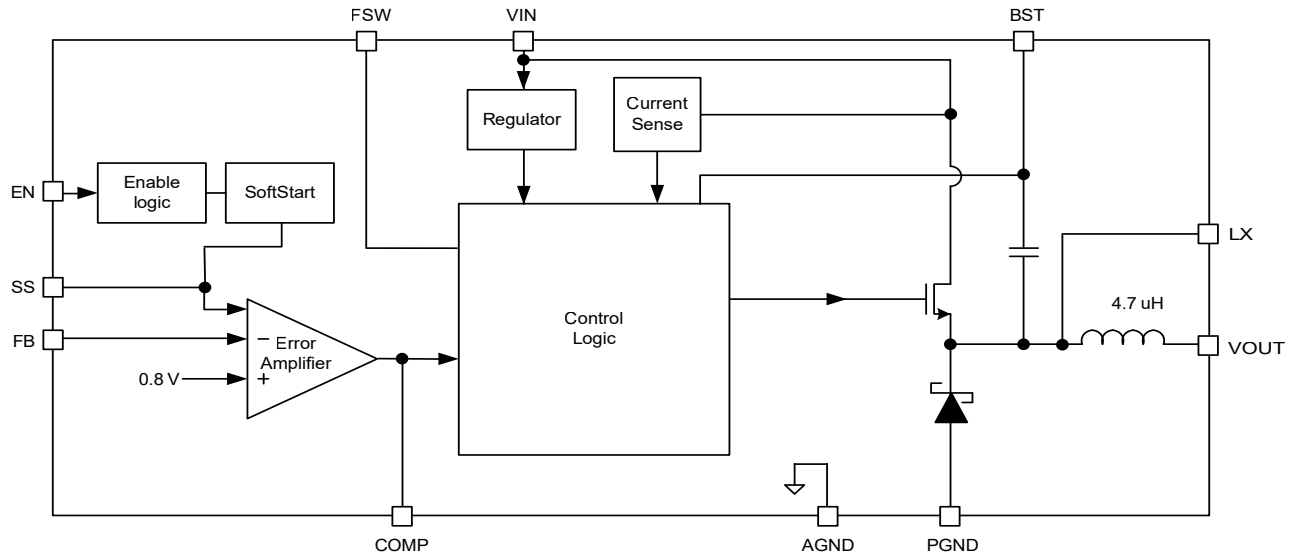 FSW
VIN
BST
Regulator
Current
Sense
EN
Enable
logic
SoftStart
LX
SS
4.7 uH
Control
Logic
FB
−
Error
Amplifier
VOUT
0.8 V
+
COMP
AGND
PGND